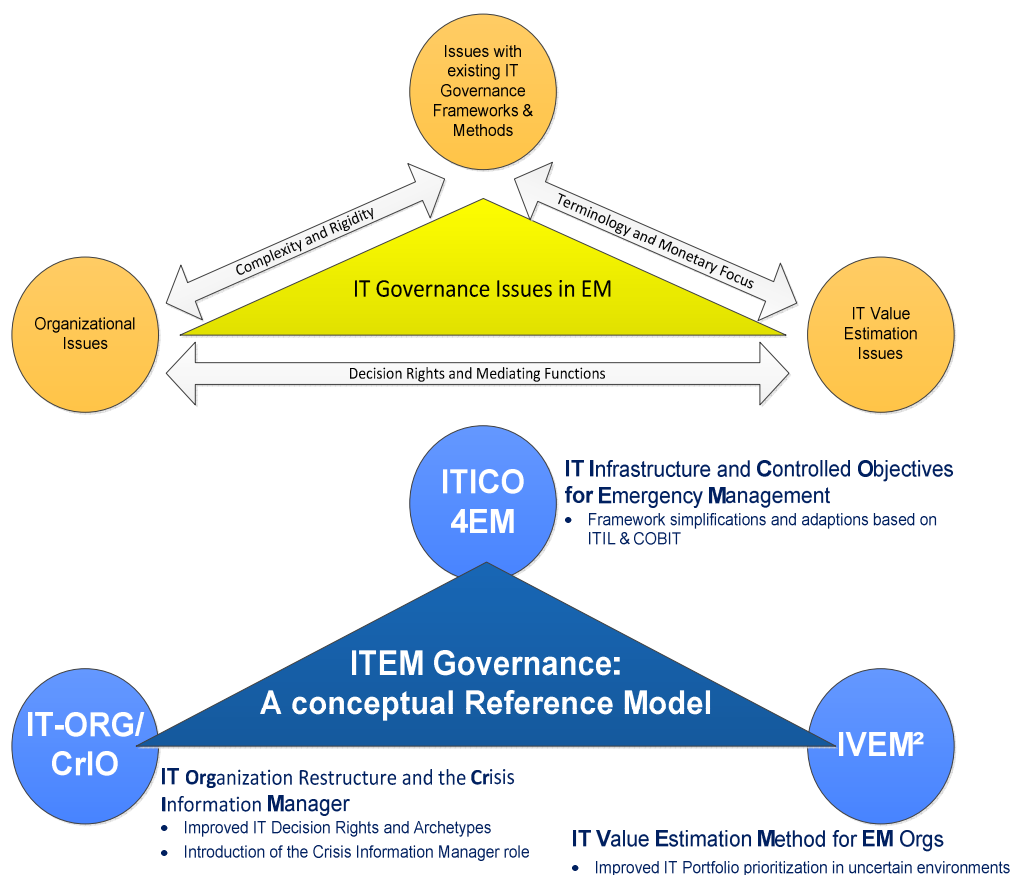 Issues with
existing IT
Governance
Frameworks &
Methods
Complexity and Rigidity
Terminology and Monetary Focus
IT Governance Issues in EM
Organizational
Issues
IT Value
Estimation
Issues
Decision Rights and Mediating Functions
ITICO
4EM
IT Infrastructure and Controlled Objectives
for Emergency Management
• Framework simplifications and adaptions based on
ITIL & COBIT
ITEM Governance:
A conceptual Reference Model
IT-ORG/
CrIO
IVEM²
IT Organization Restructure and the Crisis
Information Manager
• Improved IT Decision Rights and Archetypes
• Introduction of the Crisis Information Manager role
IT Value Estimation Method for EM Orgs
• Improved IT Portfolio prioritization in uncertain environments